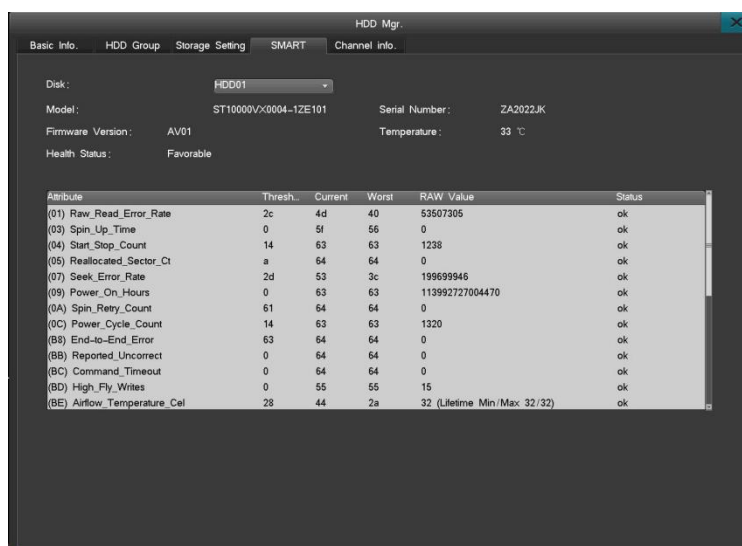 HDD Mgr.
Basic Info. HDD Group Storage Setting SMART Channel info.
Disk: HDD01
Model: ST10000VX0004-1ZE101 Serial Number: ZA2022JK
Firmware Version: AV01 Temperature: 33 ℃
Health Status: Favorable
Attribute Thresh... Current Worst RAW Value Status
(01) Raw_Read_Error_Rate 2c 4d 40 53507305 ok
(03) Spin_Up_Time 0 5f 56 0 ok
(04) Start_Stop_Count 14 63 63 1238 ok
(05) Reallocated_Sector_Ct a 64 64 0 ok
(07) Seek_Error_Rate 2d 53 3c 199699946 ok
(09) Power_On_Hours 0 63 63 113992727004470 ok
(0A) Spin_Retry_Count 61 64 64 0 ok
(0C) Power_Cycle_Count 14 63 63 1320 ok
(B8) End-to-End_Error 63 64 64 0 ok
(BB) Reported_Uncorrect 0 64 64 0 ok
(BC) Command_Timeout 0 64 64 0 ok
(BD) High_Fly_Writes 0 55 55 15 ok
(BE) Airflow_Temperature_Cel 28 44 2a 32 (Lifetime Min/Max 32/32) ok